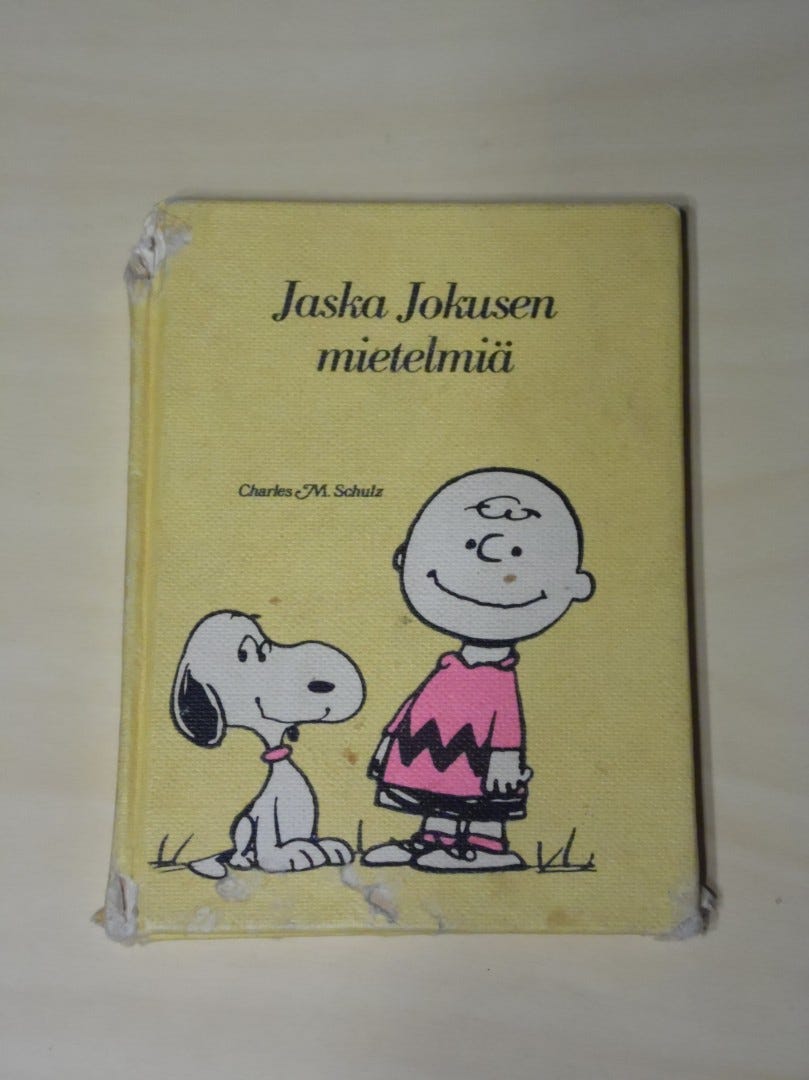 Jaska Jokusen
mietelmiä
Charles M. Schulz